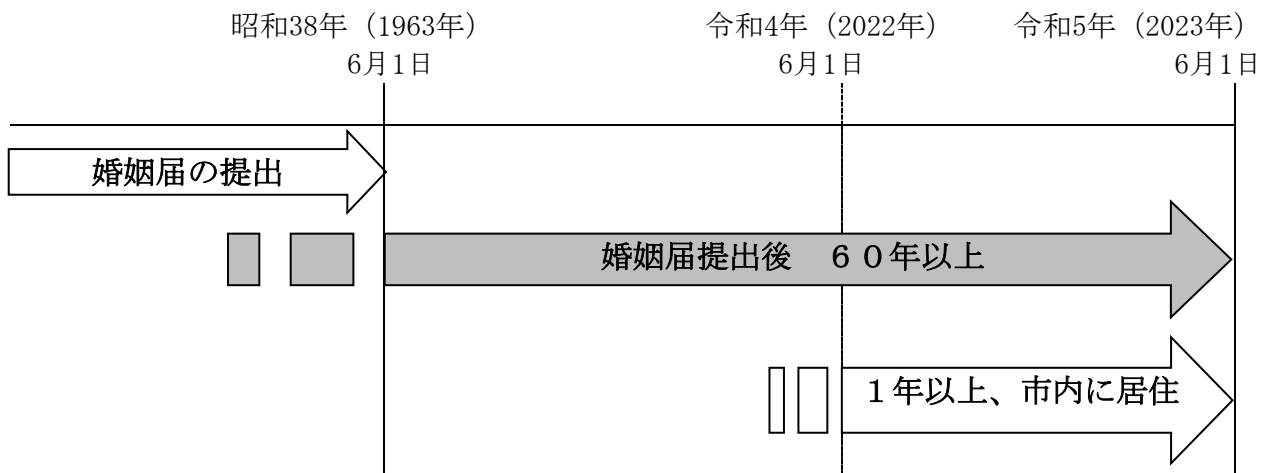 昭和38年（1963年）
6月1日
令和4年（2022年）
6月1日
令和5年（2023年）
6月1日
婚姻届の提出
婚姻届提出後　６０年以上
１年以上、市内に居住